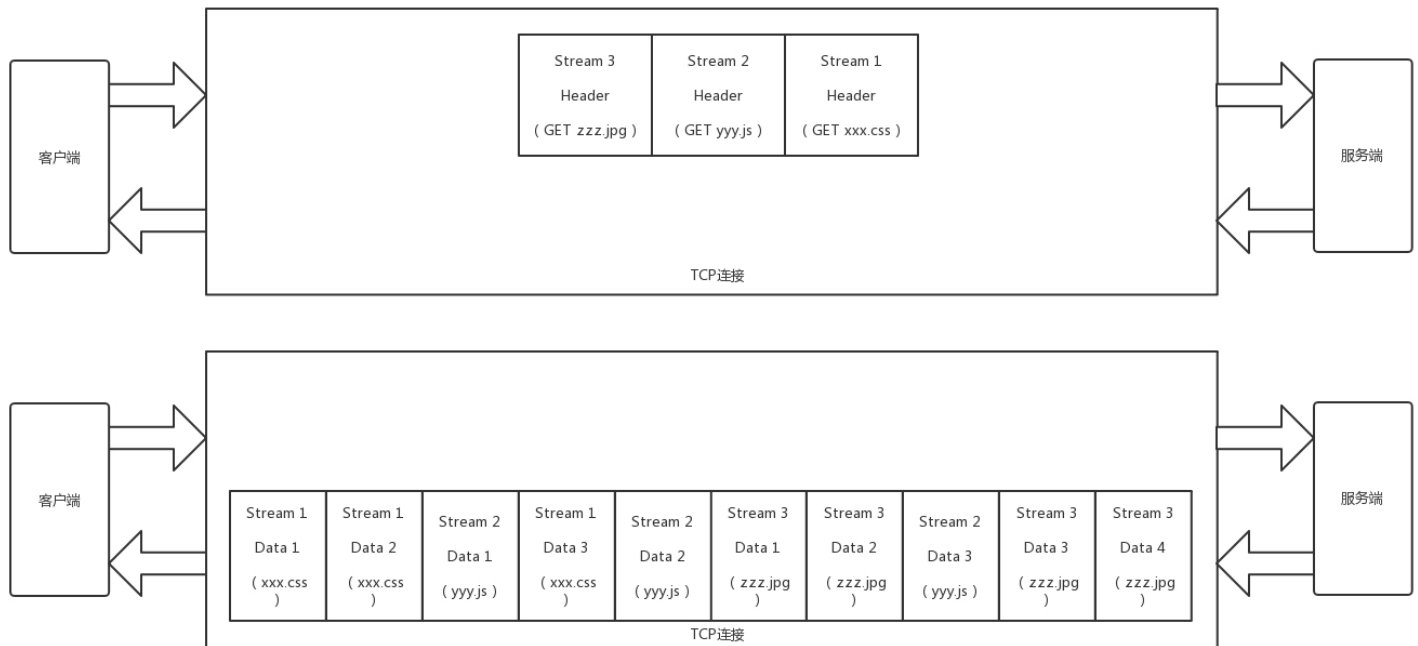 Stream 3
Header
( GET zzz.jpg )
Stream 2
Header
( GET yyy.js )
Stream 1
Header
( GET xxx.css )
客户端
服务端
TCP连接
客户端
服务端
Stream 1
Data 1
( xxx.css
)
Stream 1
Data 2
( xxx.css
)
Stream 2
Data 1
( yyy.js )
Stream 1
Data 3
( xxx.css
)
Stream 2
Data 2
( yyy.js )
Stream 3
Data 1
( zzz.jpg
)
Stream 3
Data 2
( zzz.jpg
)
Stream 2
Data 3
( yyy.js )
Stream 3
Data 3
( zzz.jpg
)
Stream 3
Data 4
( zzz.jpg
)
TCP连接